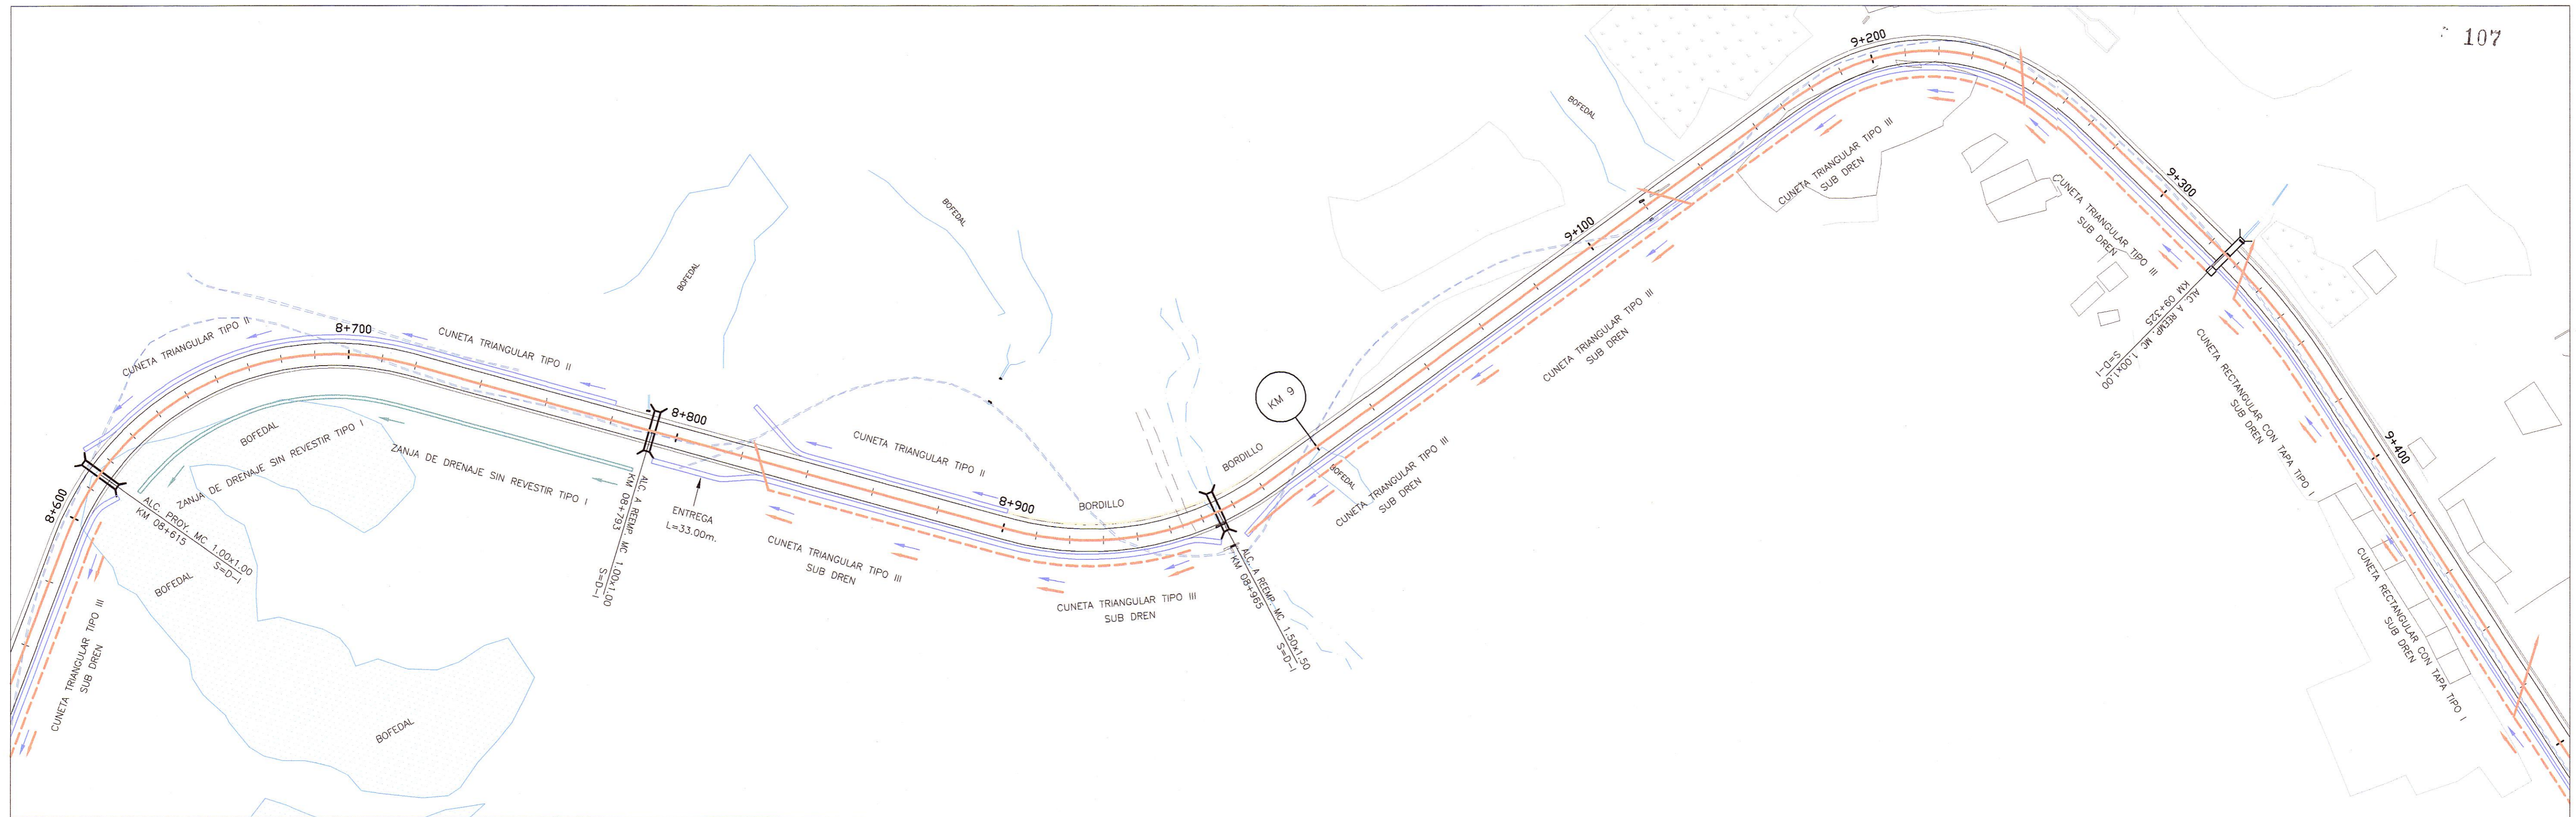 107
9+200
BOFEDAL
CUNETA TRIANGULAR TIPO III
SUB DREN
9+300
CUNETA TRIANGULAR TIPO III
SUB DREN
BOFEDAL
9+100
BOFEDAL
ALC. A REEMP. MC 1.00x1.00
KM 09+325
S=D-I
CUNETA TRIANGULAR TIPO II
8+700
CUNETA TRIANGULAR TIPO II
CUNETA TRIANGULAR TIPO III
SUB DREN
CUNETA RECTANGULAR CON TAPA TIPO I
SUB DREN
KM 9
8+800
9+400
BOFEDAL
ZANJA DE DRENAJE SIN REVESTIR TIPO I
ZANJA DE DRENAJE SIN REVESTIR TIPO I
CUNETA TRIANGULAR TIPO II
BORDILLO
BOFEDAL
CUNETA TRIANGULAR TIPO III
SUB DREN
8+600
ALC. PROY. MC 1.00x1.00
KM 08+615
S=D-I
ALC. A REEMP. MC 1.00x1.00
KM 08+793
S=D-I
ENTREGA
L=33.00m.
8+900
BORDILLO
CUNETA TRIANGULAR TIPO III
SUB DREN
ALC. A REEMP. MC 1.50x1.50
KM 08+965
S=D-I
CUNETA RECTANGULAR CON TAPA TIPO I
SUB DREN
BOFEDAL
CUNETA TRIANGULAR TIPO III
SUB DREN
CUNETA TRIANGULAR TIPO III
SUB DREN
BOFEDAL